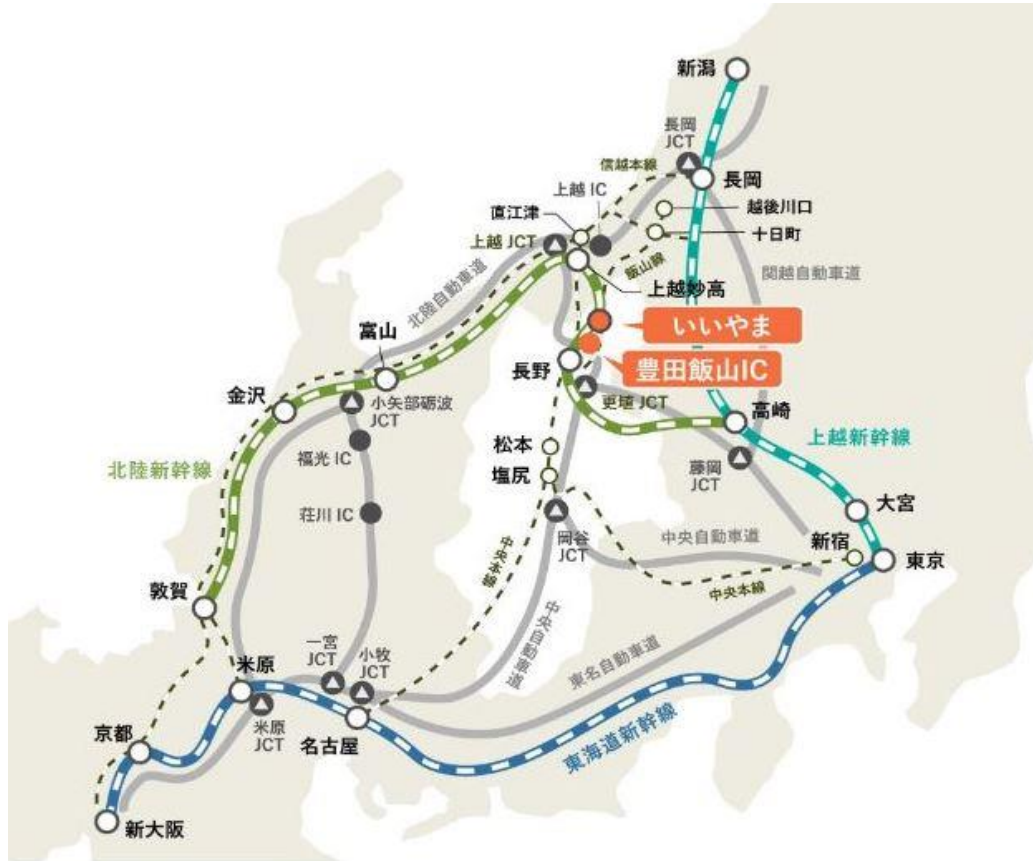 新潟
長岡
JCT
信越本線
長岡
上越 IC
直江津
越後川口
十日町
上越 JCT
飯山線
関越自動車道
上越妙高
北陸自動車道
いいやま
富山
長野
豊田飯山IC
金沢
小矢部砺波
JCT
更埴 JCT
高崎
上越新幹線
松本
福光 IC
北陸新幹線
塩尻
藤岡
JCT
荘川 IC
大宮
岡谷
JCT
中央自動車道
新宿
東京
中央本線
中央本線
敦賀
中央自動車道
一宮
JCT
小牧
JCT
東名自動車道
米原
米原
JCT
京都
名古屋
東海道新幹線
新大阪